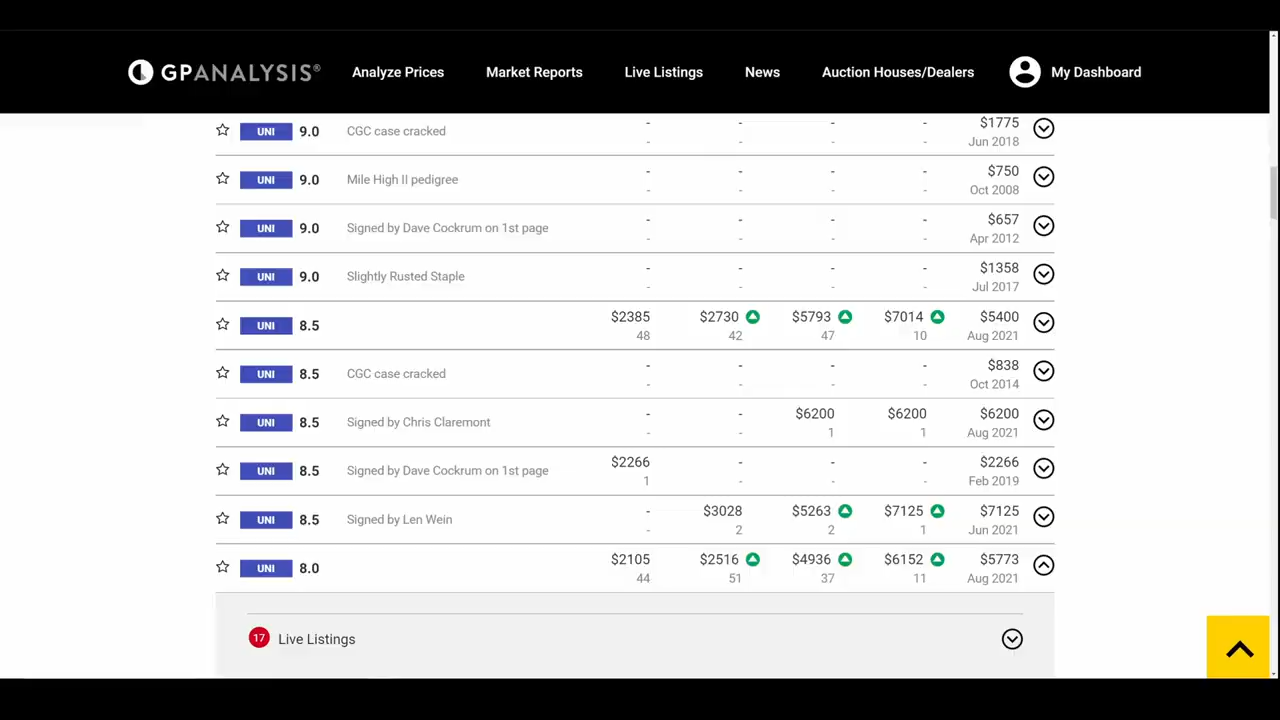 GPANALYSIS® Analyze Prices Market Reports Live Listings News Auction Houses/Dealers My Dashboard
UNI 9.0 CGC case cracked - - - - $1775
- - - - Jun 2018
UNI 9.0 Mile High II pedigree - - - - $750
- - - - Oct 2008
UNI 9.0 Signed by Dave Cockrum on 1st page - - - - $657
- - - - Apr 2012
UNI 9.0 Slightly Rusted Staple - - - - $1358
- - - - Jul 2017
UNI 8.5 $2385 $2730 $5793 $7014 $5400
48 42 47 10 Aug 2021
UNI 8.5 CGC case cracked - - - - $838
- - - - Oct 2014
UNI 8.5 Signed by Chris Claremont - - $6200 $6200 $6200
- - 1 1 Aug 2021
UNI 8.5 Signed by Dave Cockrum on 1st page $2266 - - - $2266
1 - - - Feb 2019
UNI 8.5 Signed by Len Wein - $3028 $5263 $7125 $7125
- 2 2 1 Jun 2021
UNI 8.0 $2105 $2516 $4936 $6152 $5773
44 51 37 11 Aug 2021
17 Live Listings